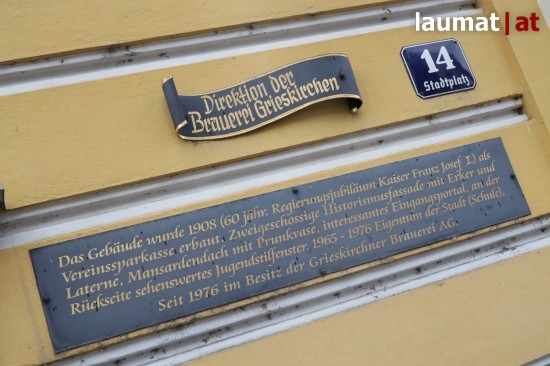 laumat|at
14
Stadtplatz
Direktion der
Brauerei Grieskirchen
Das Gebäude wurde 1908 (60 jähr. Regierungsjubiläum Kaiser Franz Josef I.) als
Vereinssparkasse erbaut. Zweigeschossige Historismusfassade mit Erker und
Laterne, Mansardendach mit Prunkvase, interessantes Eingangsportal, an der
Rückseite sehenswertes Jugendstilfenster. 1965 - 1976 Eigentum der Stadt (Schule).
Seit 1976 im Besitz der Grieskirchner Brauerei AG.